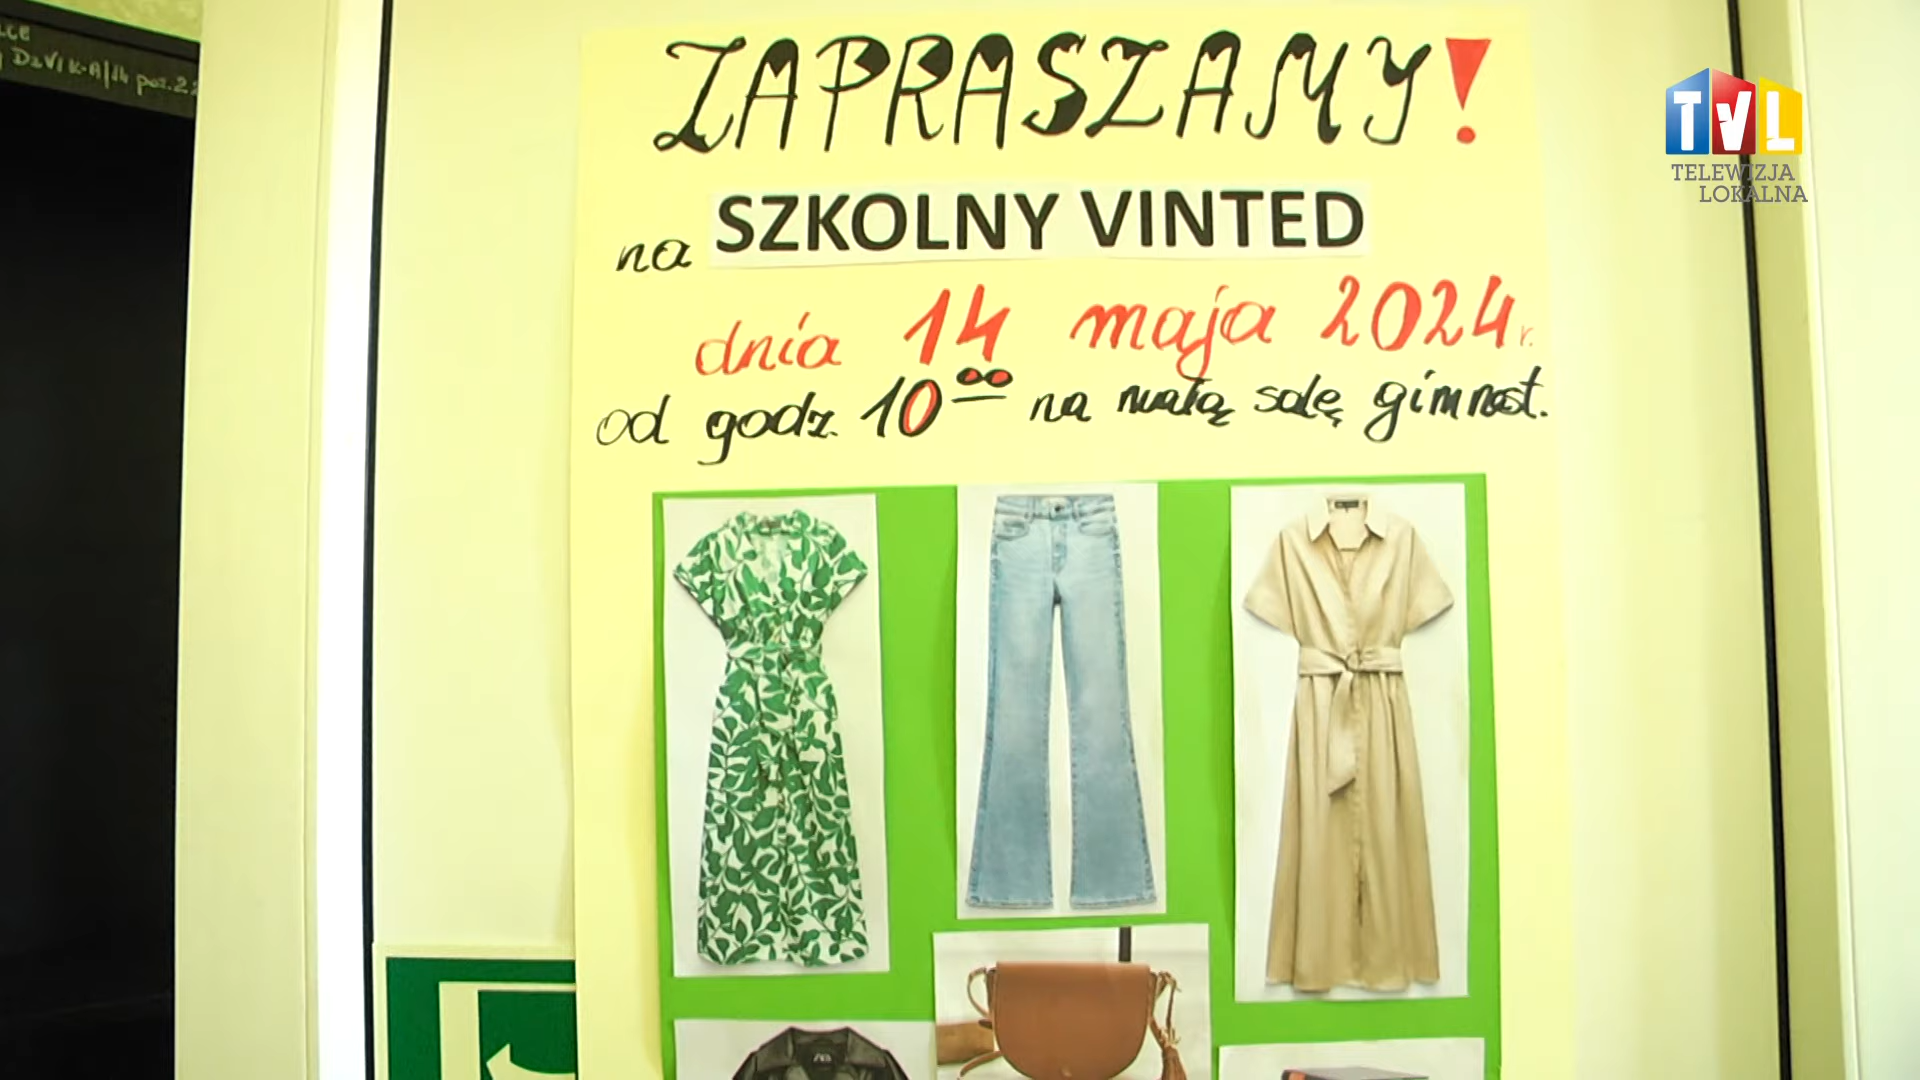 ZAPRASZAMY!
na SZKOLNY VINTED
dnia 14 maja 2024 r.
od godz. 10⁰⁰ na małą salę gimnast.
TVL
TELEWIZJA
LOKALNA